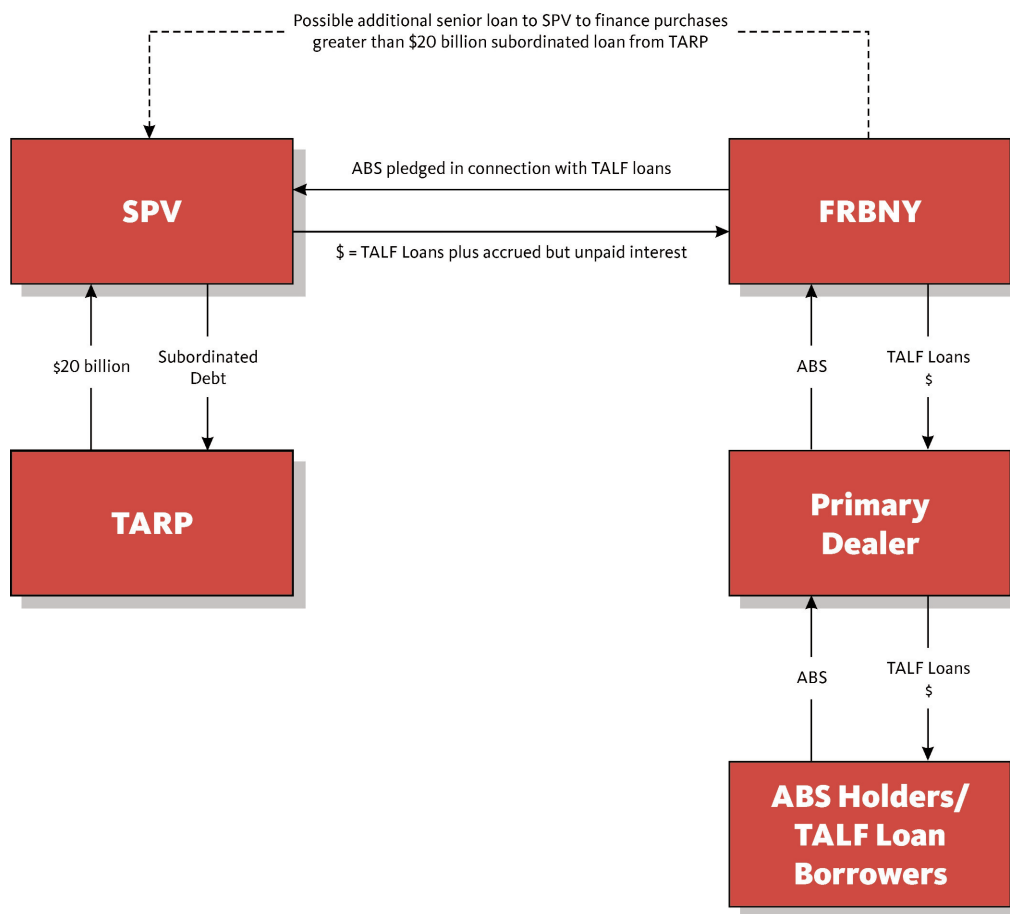 Possible additional senior loan to SPV to finance purchases
greater than $20 billion subordinated loan from TARP
SPV
ABS pledged in connection with TALF loans
$ = TALF Loans plus accrued but unpaid interest
FRBNY
$20 billion
Subordinated
Debt
ABS
TALF Loans
$
TARP
Primary
Dealer
ABS
TALF Loans
$
ABS Holders/
TALF Loan
Borrowers